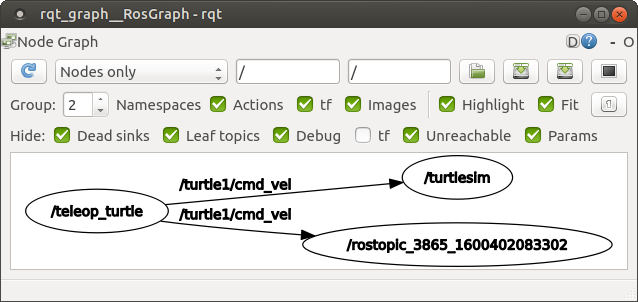 rqt_graph__RosGraph - rqt
Node Graph
D ? - O
Nodes only
/
/
Group: 2 Namespaces Actions tf Images Highlight Fit
Hide: Dead sinks Leaf topics Debug tf Unreachable Params
/turtle1/cmd_vel
/turtlesim
/teleop_turtle
/turtle1/cmd_vel
/rostopic_3865_1600402083302